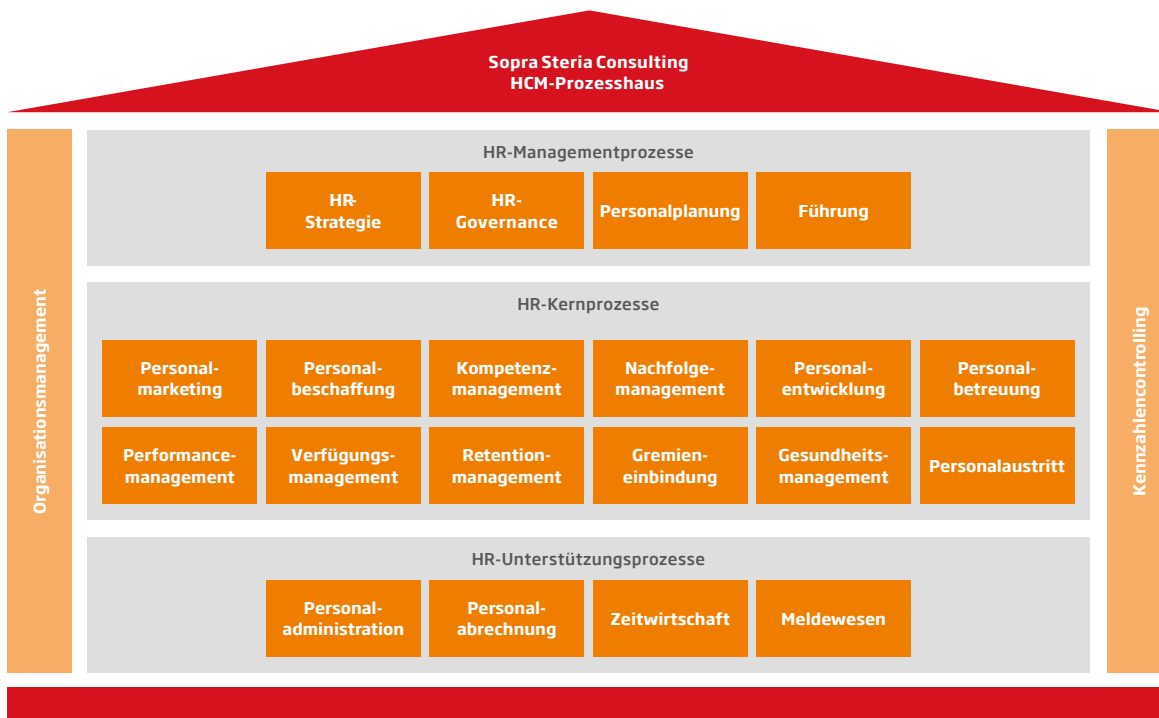 Sopra Steria Consulting
HCM-Prozesshaus
Organisationsmanagement
HR-Managementprozesse
HR-
Strategie
HR-
Governance
Personalplanung
Führung
HR-Kernprozesse
Personal-
marketing
Personal-
beschaffung
Kompetenz-
management
Nachfolge-
management
Personal-
entwicklung
Personal-
betreuung
Performance-
management
Verfügungs-
management
Retention-
management
Gremien-
einbindung
Gesundheits-
management
Personalaustritt
HR-Unterstützungsprozesse
Personal-
administration
Personal-
abrechnung
Zeitwirtschaft
Meldewesen
Kennzahlencontrolling